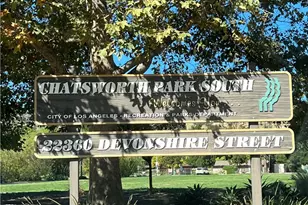 CHATSWORTH PARK SOUTH
CITY OF LOS ANGELES - RECREATION & PARKS DEPARTMENT
22360 DEVONSHIRE STREET